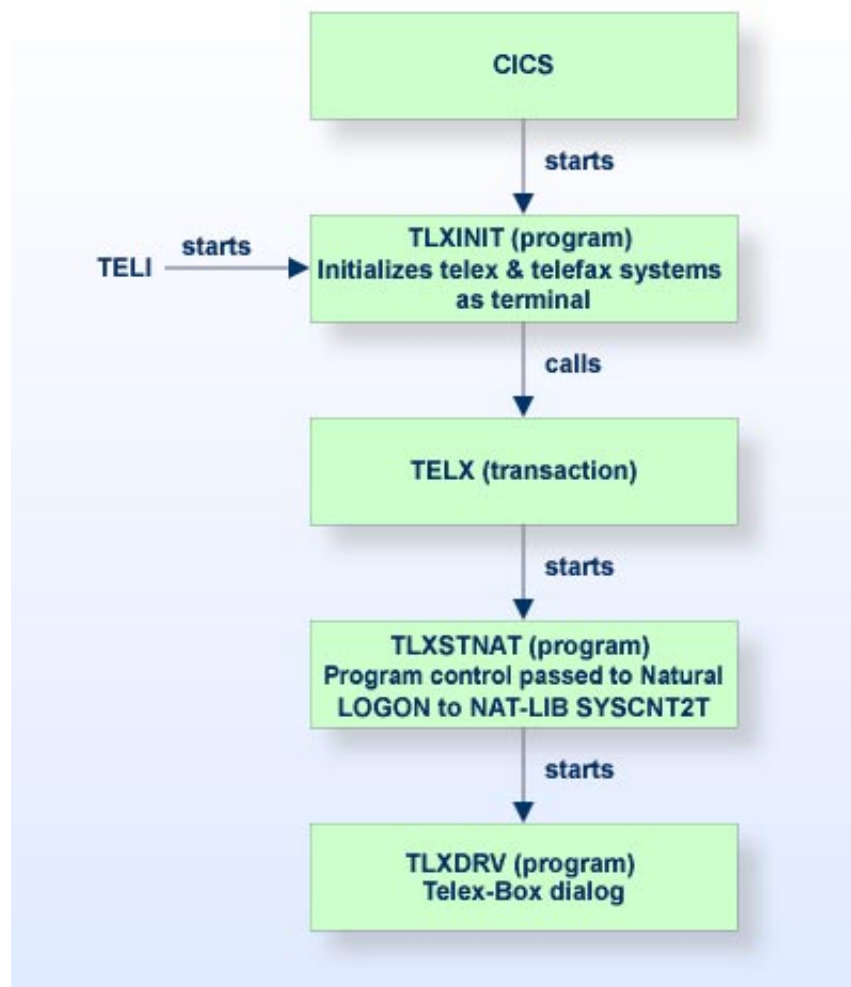 CICS
starts
TLXINIT (program)
Initializes telex & telefax systems
as terminal
TELI
starts
calls
TELX (transaction)
starts
TLXSTNAT (program)
Program control passed to Natural
LOGON to NAT-LIB SYSCNT2T
starts
TLXDRV (program)
Telex-Box dialog